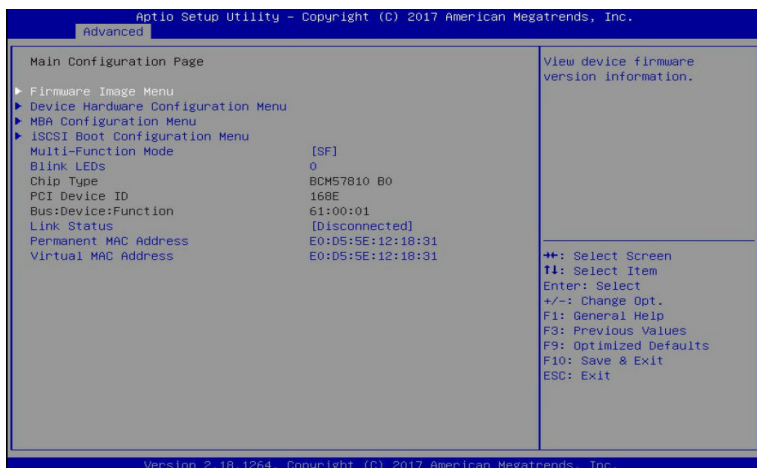 Aptio Setup Utility – Copyright (C) 2017 American Megatrends, Inc.
Advanced
Main Configuration Page
Firmware Image Menu
Device Hardware Configuration Menu
MBA Configuration Menu
iSCSI Boot Configuration Menu
Multi-Function Mode [SF]
Blink LEDs 0
Chip Type BCM57810 B0
PCI Device ID 168E
Bus:Device:Function 61:00:01
Link Status [Disconnected]
Permanent MAC Address E0:D5:5E:12:18:31
Virtual MAC Address E0:D5:5E:12:18:31
View device firmware
version information.
→←: Select Screen
↑↓: Select Item
Enter: Select
+/-: Change Opt.
F1: General Help
F3: Previous Values
F9: Optimized Defaults
F10: Save & Exit
ESC: Exit
Version 2.18.1264. Copyright (C) 2017 American Megatrends, Inc.